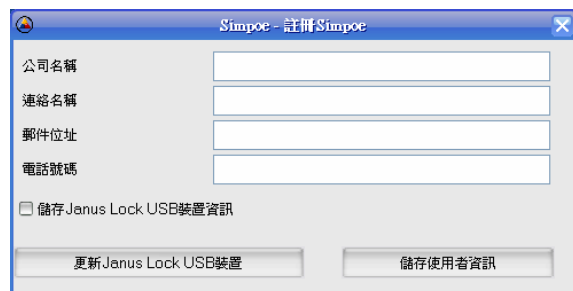 Simpoe - 註冊Simpoe
公司名稱
連絡名稱
郵件位址
電話號碼
儲存Janus Lock USB裝置資訊
更新Janus Lock USB裝置
儲存使用者資訊